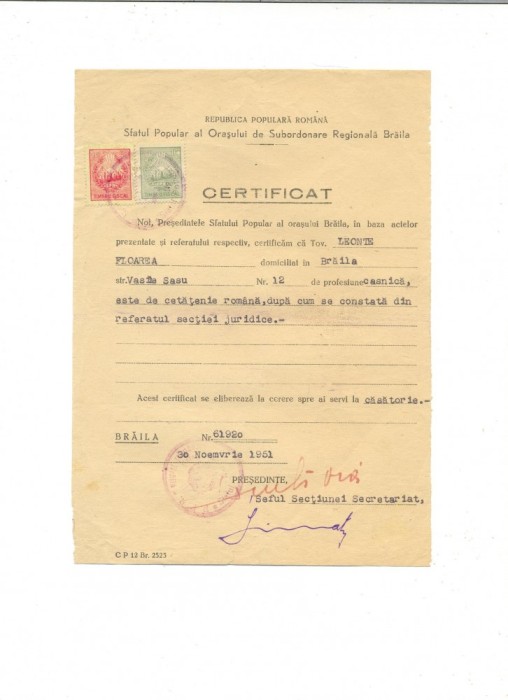 REPUBLICA POPULARĂ ROMÂNĂ
Sfatul Popular al Orașului de Subordonare Regională Brăila
CERTIFICAT
Noi, Președintele Sfatului Popular al orașului Brăila, in baza actelor
prezentate și referatului respectiv, certificăm că Tov. LEONTE
FLOAREA domiciliat in Brăila
str. Vasile Sasu Nr. 12 de profesiune casnică,
este de cetățenie română, după cum se constată din
referatul secției juridice.-
Acest certificat se eliberează la cerere spre ai servi la căsătorie.-
BRĂILA Nr. 61920
30 Noemvrie 1951
PREȘEDINTE,
Șeful Secțiunei Secretariat,
C P 12 Br. 2523